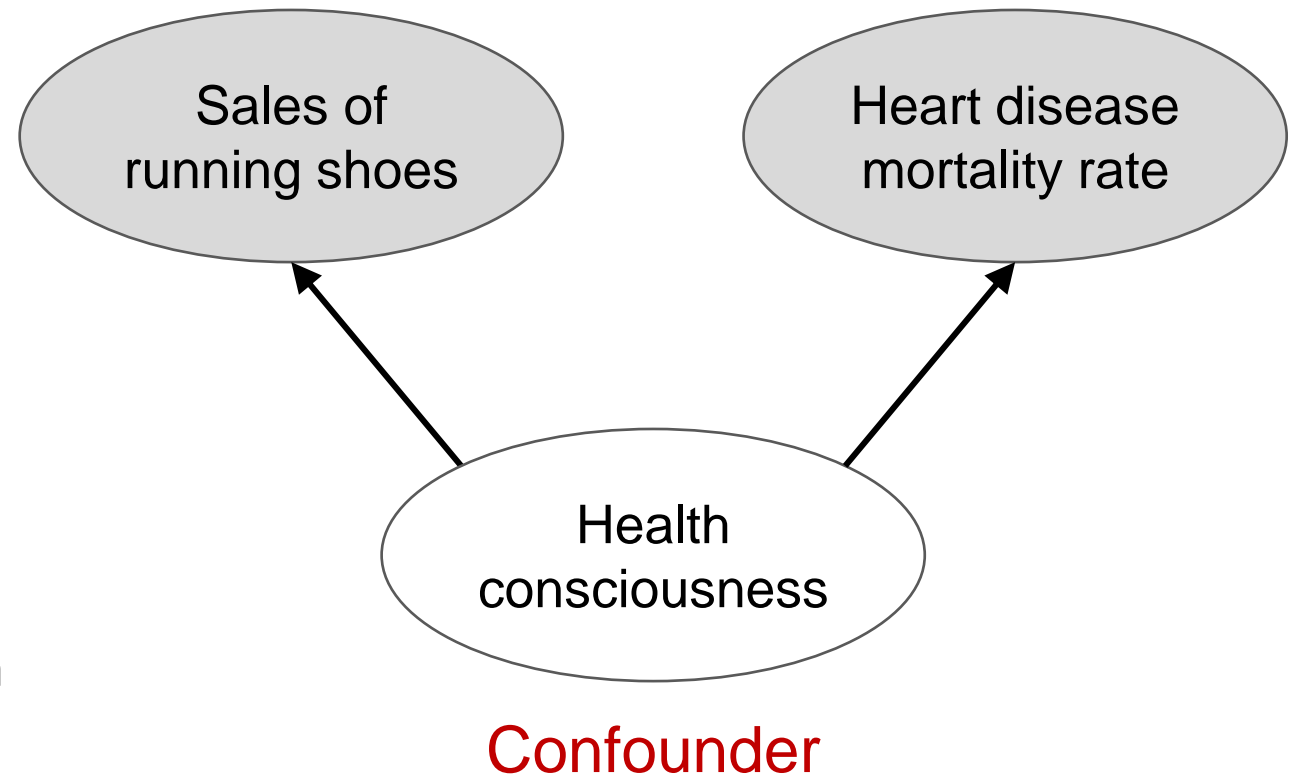 Sales of
running shoes
Heart disease
mortality rate
Health
consciousness
Confounder